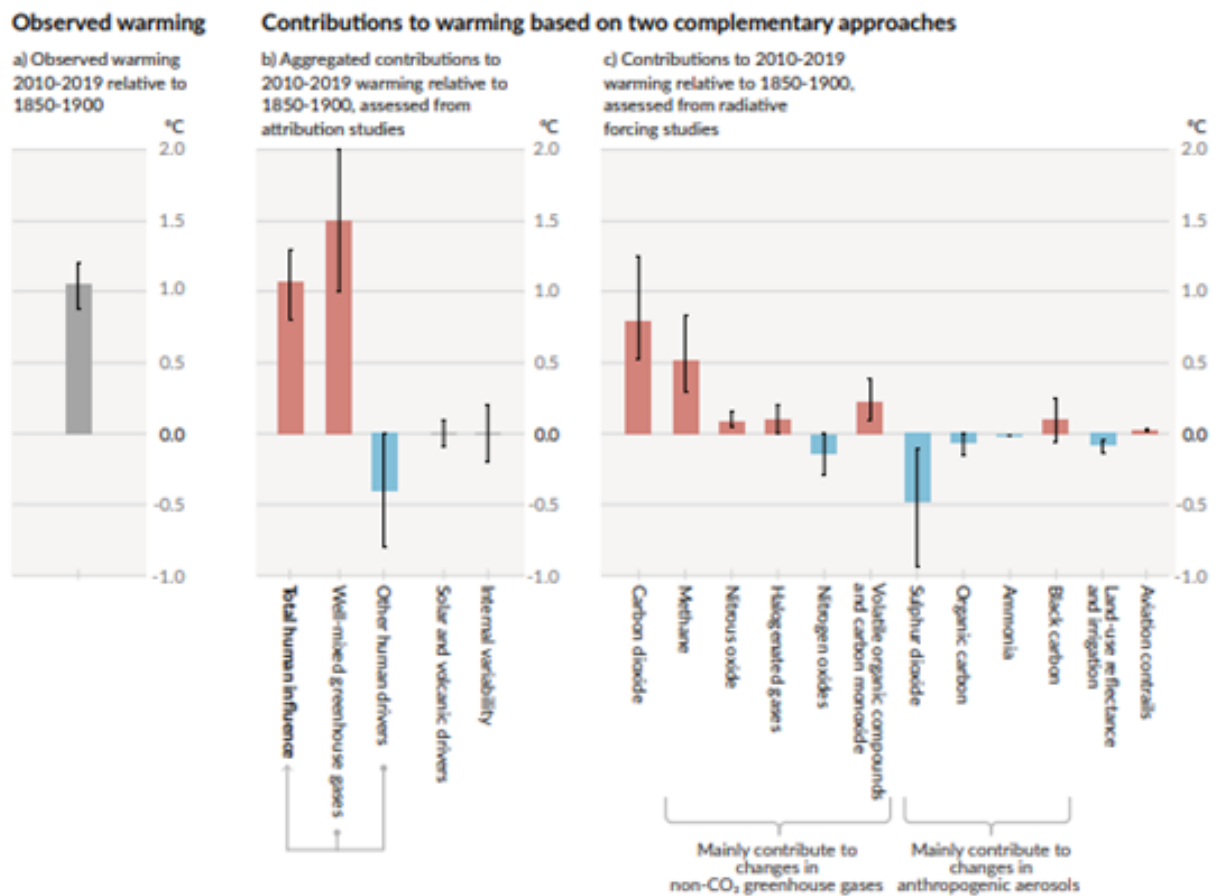 Observed warming
Contributions to warming based on two complementary approaches
a) Observed warming
2010-2019 relative to
1850-1900
b) Aggregated contributions to
2010-2019 warming relative to
1850-1900, assessed from
attribution studies
c) Contributions to 2010-2019
warming relative to 1850-1900,
assessed from radiative
forcing studies
ºC
2.0
1.5
1.0
0.5
0.0
-0.5
-1.0
ºC
2.0
1.5
1.0
0.5
0.0
-0.5
-1.0
ºC
2.0
1.5
1.0
0.5
0.0
-0.5
-1.0
Total human influence
Well-mixed greenhouse gases
Other human drivers
Solar and volcanic drivers
Internal variability
Carbon dioxide
Methane
Nitrous oxide
Halogenated gases
Nitrogen oxides
Volatile organic compounds
and carbon monoxide
Sulphur dioxide
Organic carbon
Ammonia
Black carbon
Land-use reflectance
and irrigation
Aviation contrails
Mainly contribute to
changes in
non-CO₂ greenhouse gases
Mainly contribute to
changes in
anthropogenic aerosols